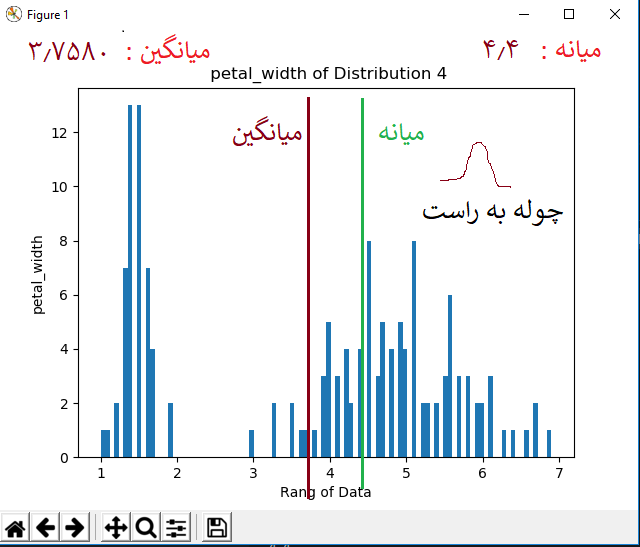 Figure 1
میانگین : ۳٫۷۵۸۰
میانه : ۴٫۴
petal_width of Distribution 4
میانگین
میانه
چوله به راست
petal_width
12
10
8
6
4
2
0
1 2 3 4 5 6 7
Rang of Data